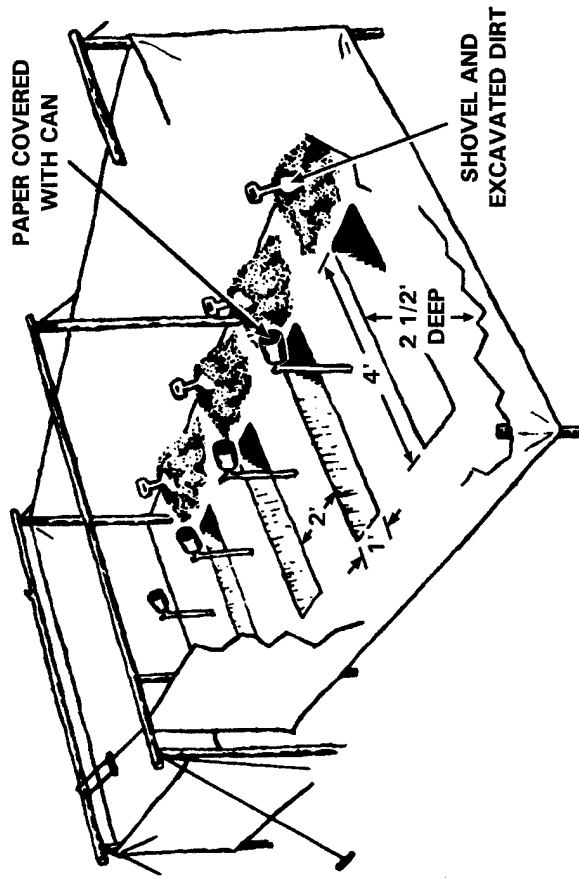 PAPER COVERED
WITH CAN
SHOVEL AND
EXCAVATED DIRT
4'
2 1/2'
DEEP
2'
1'